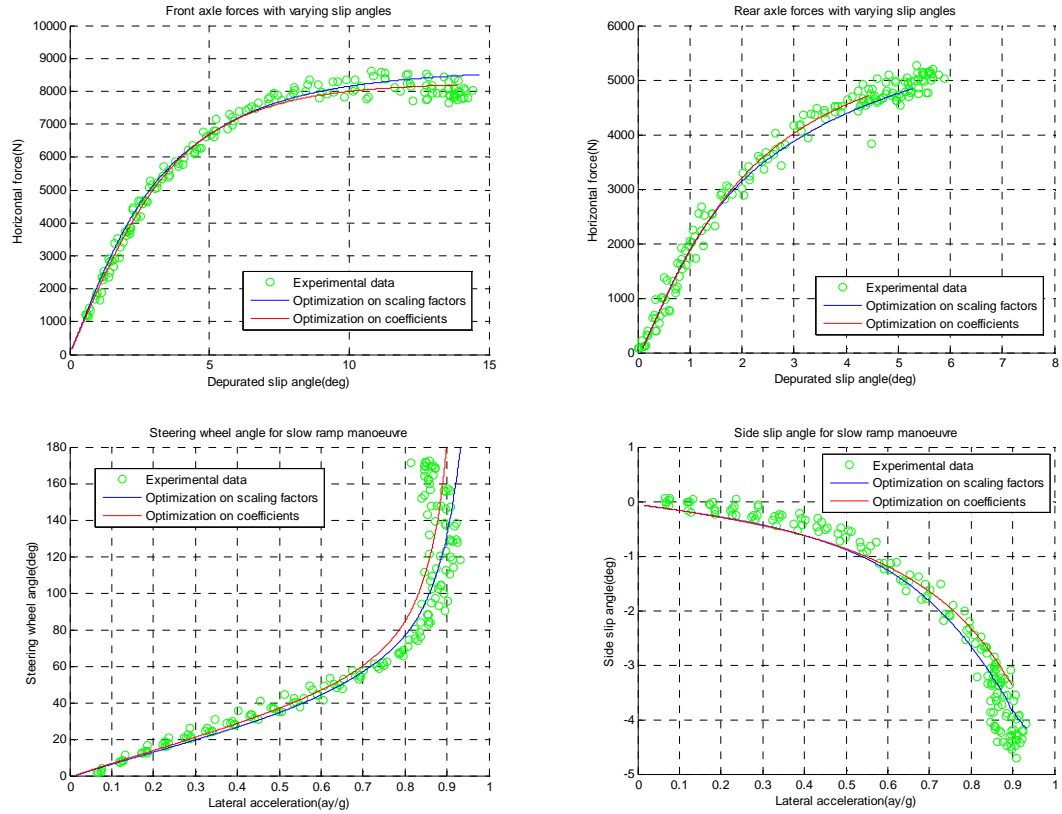 Front axle forces with varying slip angles
10000
9000
8000
7000
6000
5000
4000
3000
2000
1000
0
Horizontal force(N)
Experimental data
Optimization on scaling factors
Optimization on coefficients
0 5 10 15
Depurated slip angle(deg)
Rear axle forces with varying slip angles
6000
5000
4000
3000
2000
1000
0
Horizontal force(N)
Experimental data
Optimization on scaling factors
Optimization on coefficients
0 1 2 3 4 5 6 7 8
Depurated slip angle(deg)
Steering wheel angle for slow ramp manoeuvre
180
160
140
120
100
80
60
40
20
0
Steering wheel angle(deg)
Experimental data
Optimization on scaling factors
Optimization on coefficients
0 0.1 0.2 0.3 0.4 0.5 0.6 0.7 0.8 0.9 1
Lateral acceleration(ay/g)
Side slip angle for slow ramp manoeuvre
1
0
-1
-2
-3
-4
-5
Side slip angle(deg)
Experimental data
Optimization on scaling factors
Optimization on coefficients
0 0.1 0.2 0.3 0.4 0.5 0.6 0.7 0.8 0.9 1
Lateral acceleration(ay/g)